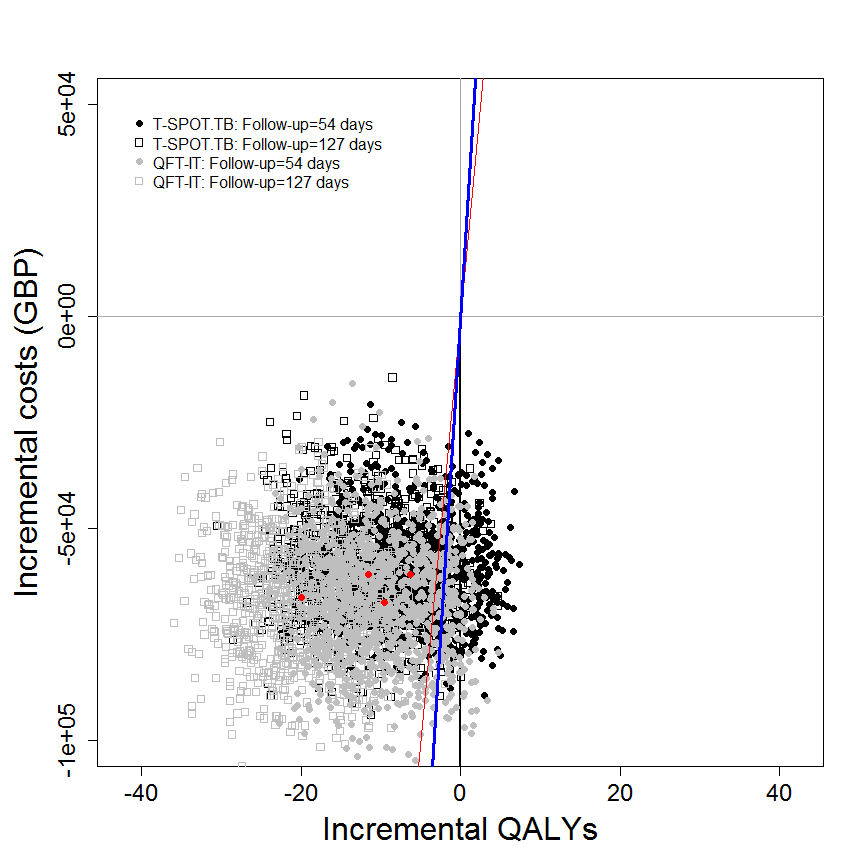 5e+04
T-SPOT.TB: Follow-up=54 days
T-SPOT.TB: Follow-up=127 days
QFT-IT: Follow-up=54 days
QFT-IT: Follow-up=127 days
Incremental costs (GBP)
0e+00
-5e+04
-1e+05
-40 -20 0 20 40
Incremental QALYs